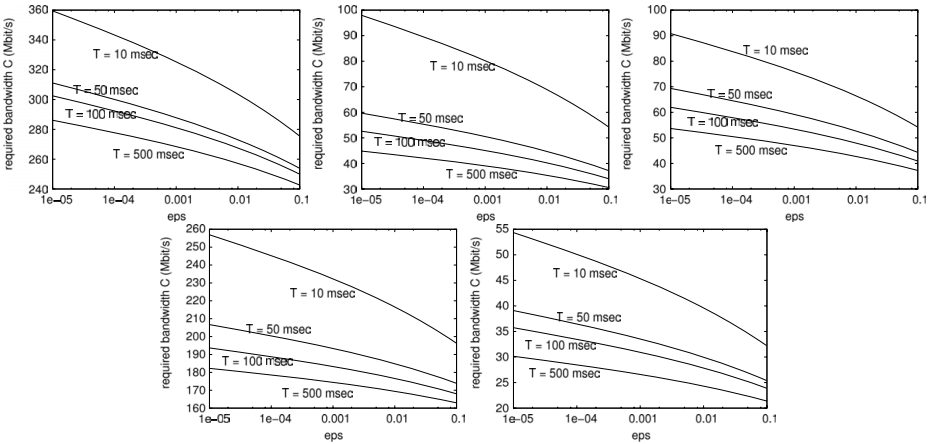 required bandwidth C (Mbit/s)
360
340
320
300
280
260
240
T = 10 msec
T = 50 msec
T = 100 msec
T = 500 msec
1e-05
1e-04
0.001
0.01
0.1
eps
required bandwidth C (Mbit/s)
100
90
80
70
60
50
40
30
T = 10 msec
T = 50 msec
T = 100 msec
T = 500 msec
1e-05
1e-04
0.001
0.01
0.1
eps
required bandwidth C (Mbit/s)
100
90
80
70
60
50
40
30
T = 10 msec
T = 50 msec
T = 100 msec
T = 500 msec
1e-05
1e-04
0.001
0.01
0.1
eps
required bandwidth C (Mbit/s)
260
250
240
230
220
210
200
190
180
170
160
T = 10 msec
T = 50 msec
T = 100 msec
T = 500 msec
1e-05
1e-04
0.001
0.01
0.1
eps
required bandwidth C (Mbit/s)
55
50
45
40
35
30
25
20
T = 10 msec
T = 50 msec
T = 100 msec
T = 500 msec
1e-05
1e-04
0.001
0.01
0.1
eps